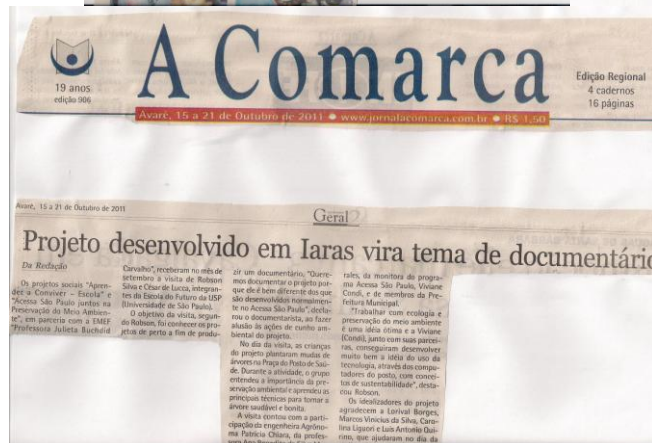 19 anos
edição 906
A Comarca
Edição Regional
4 cadernos
16 páginas
Avaré, 15 a 21 de Outubro de 2011 • www.jornalacomarca.com.br • R$ 1,50
Avaré, 15 a 21 de Outubro de 2011
Geral
Projeto desenvolvido em Iaras vira tema de documentário
Da Redação
Os projetos sociais "Apren-
dez a Conviver – Escola" e
"Acessa São Paulo juntos na
Preservação do Meio Ambien-
te", em parceria com a EMEF
"Professora Julieta
Carvalho", receberam no mês de
setembro a visita de Robson
Silva e César de Lucca, integran-
tes da Escola do Futuro da USP
(Universidade de São Paulo).
O objetivo da visita, segun-
do Robson, foi conhecer os pro-
jetos de perto a fim de produ-
zir um documentário. "Quere-
mos documentar o projeto por-
que ele é bem diferente dos que
são desenvolvidos normalmen-
te no Acessa São Paulo", decla-
rou o documentarista, ao fazer
alusão às ações de cunho am-
biental do projeto.
No dia da visita, as crianças
do projeto plantaram mudas de
árvores na Praça do Posto de Saú-
de. Durante a atividade, o grupo
entendeu a importância da pre-
servação ambiental e aprendeu as
principais técnicas para tornar a
árvore saudável e bonita.
A visita contou com a parti-
cipação da engenheira Agrôno-
ma Patrícia Chiara, da profes-
rales, da monitora do progra-
ma Acessa São Paulo, Viviane
Condi, e de membros da Pre-
feitura Municipal.
"Trabalhar com ecologia e
preservação do meio ambiente
é uma idéia ótima e a Viviane
(Condi), junto com suas parcei-
ras, conseguiram desenvolver
muito bem a idéia do uso da
tecnologia, através dos compu-
tadores do posto, com concei-
tos de sustentabilidade", desta-
cou Robson.
Os idealizadores do projeto
agradecem a Lorival Borges,
Marcos Vinicius da Silva, Caro-
lina Liguori e Luis Antonio Qui-
rino, que ajudaram no dia da